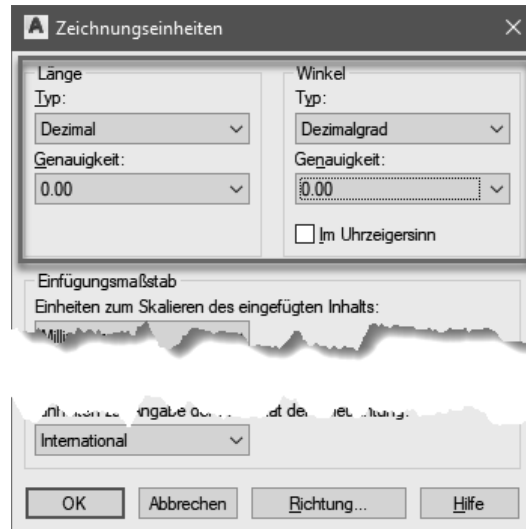 Zeichnungseinheiten
Länge
Typ:
Dezimal
Genauigkeit:
0.00
Winkel
Typ:
Dezimalgrad
Genauigkeit:
0.00
Im Uhrzeigersinn
Einfügungsmaßstab
Einheiten zum Skalieren des eingefügten Inhalts:
International
OK
Abbrechen
Richtung...
Hilfe